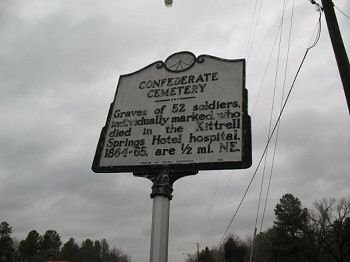 CONFEDERATE
CEMETERY
Graves of 52 soldiers,
individually marked, who
died in the Kittrell
Springs Hotel hospital,
1864-65, are ½ mi. NE.